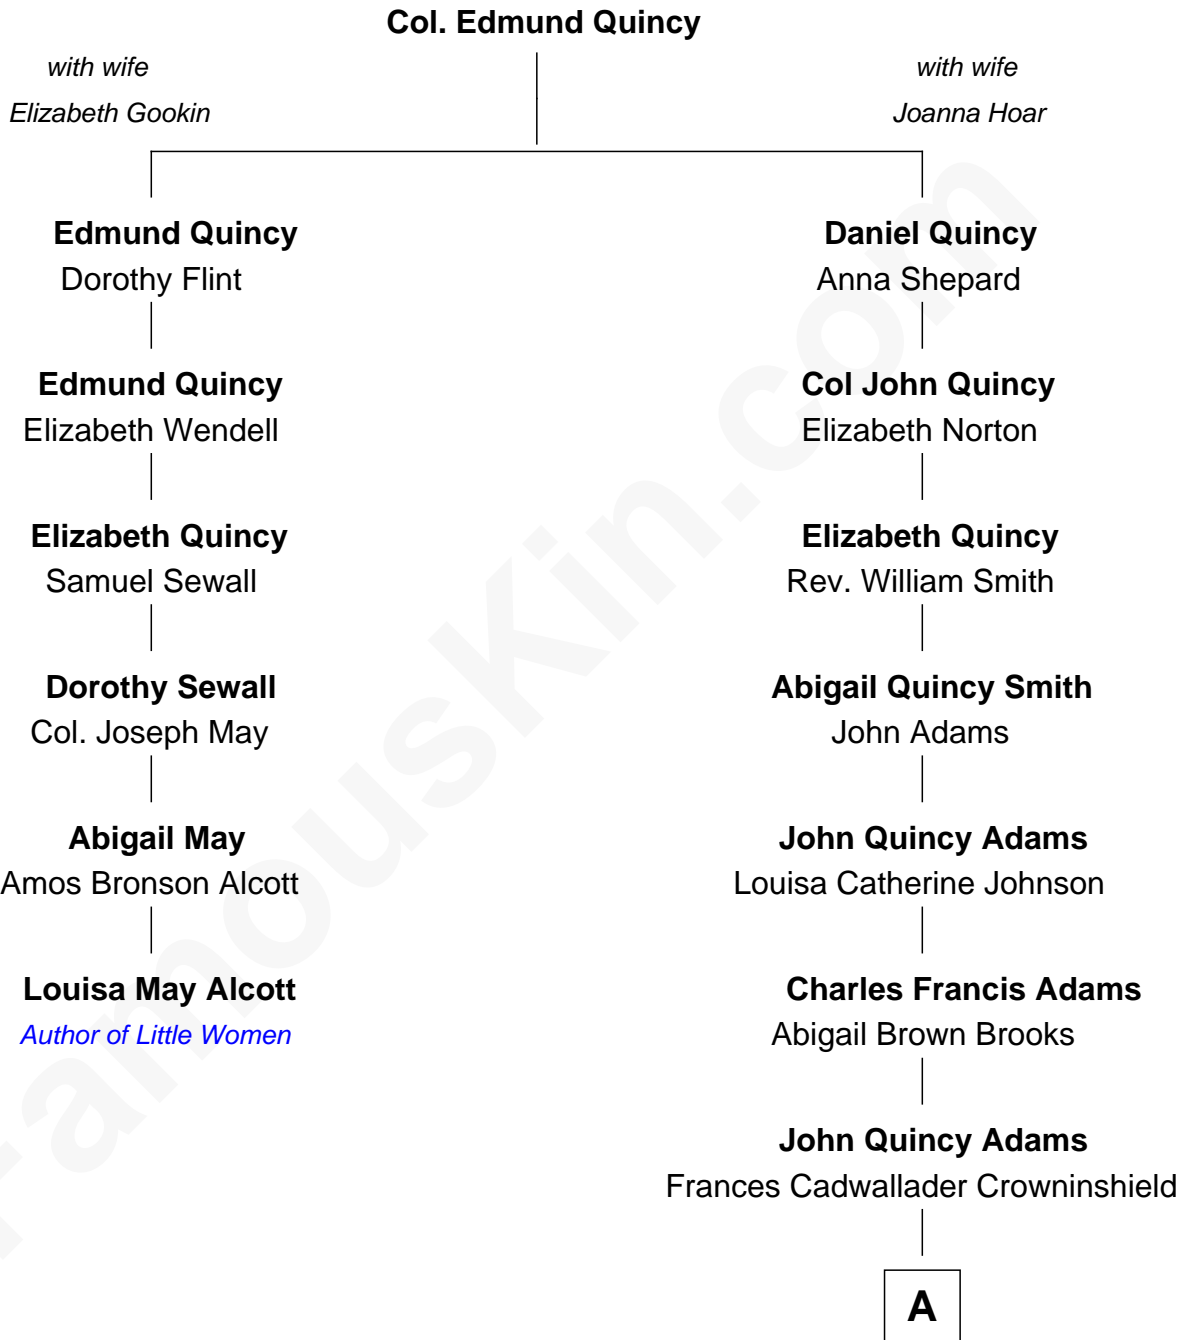 Col. Edmund Quincy
with wife
Elizabeth Gookin
with wife
Joanna Hoar
Edmund Quincy
Dorothy Flint
Daniel Quincy
Anna Shepard
Edmund Quincy
Elizabeth Wendell
Col John Quincy
Elizabeth Norton
Elizabeth Quincy
Samuel Sewall
Elizabeth Quincy
Rev. William Smith
Dorothy Sewall
Col. Joseph May
Abigail Quincy Smith
John Adams
Abigail May
Amos Bronson Alcott
John Quincy Adams
Louisa Catherine Johnson
Louisa May Alcott
Author of Little Women
Charles Francis Adams
Abigail Brown Brooks
John Quincy Adams
Frances Cadwallader Crowninshield
A
FamousKin.com